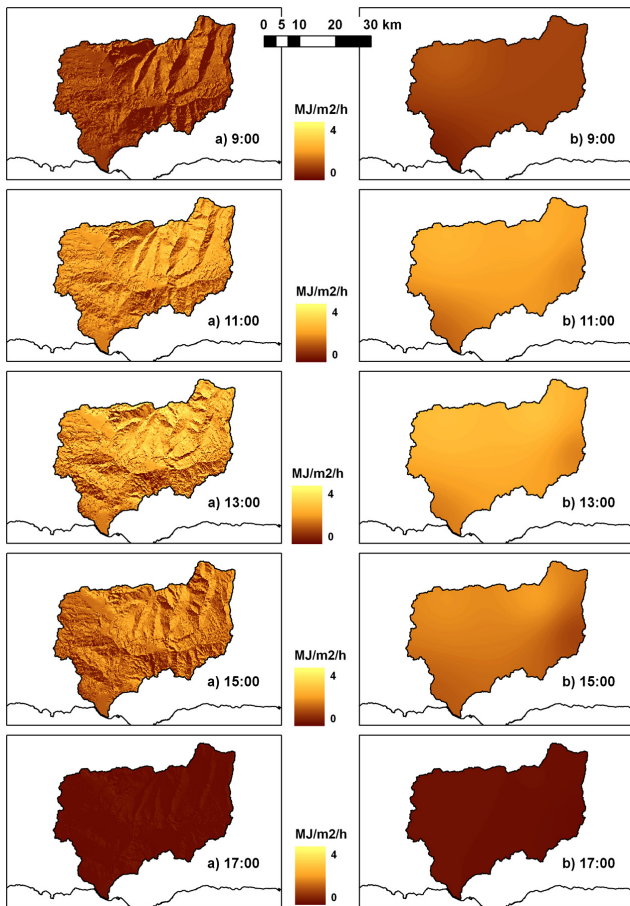 0 5 10 20 30 km
MJ/m2/h
4
0
a) 9:00
b) 9:00
MJ/m2/h
4
0
a) 11:00
b) 11:00
MJ/m2/h
4
0
a) 13:00
b) 13:00
MJ/m2/h
4
0
a) 15:00
b) 15:00
MJ/m2/h
4
0
a) 17:00
b) 17:00